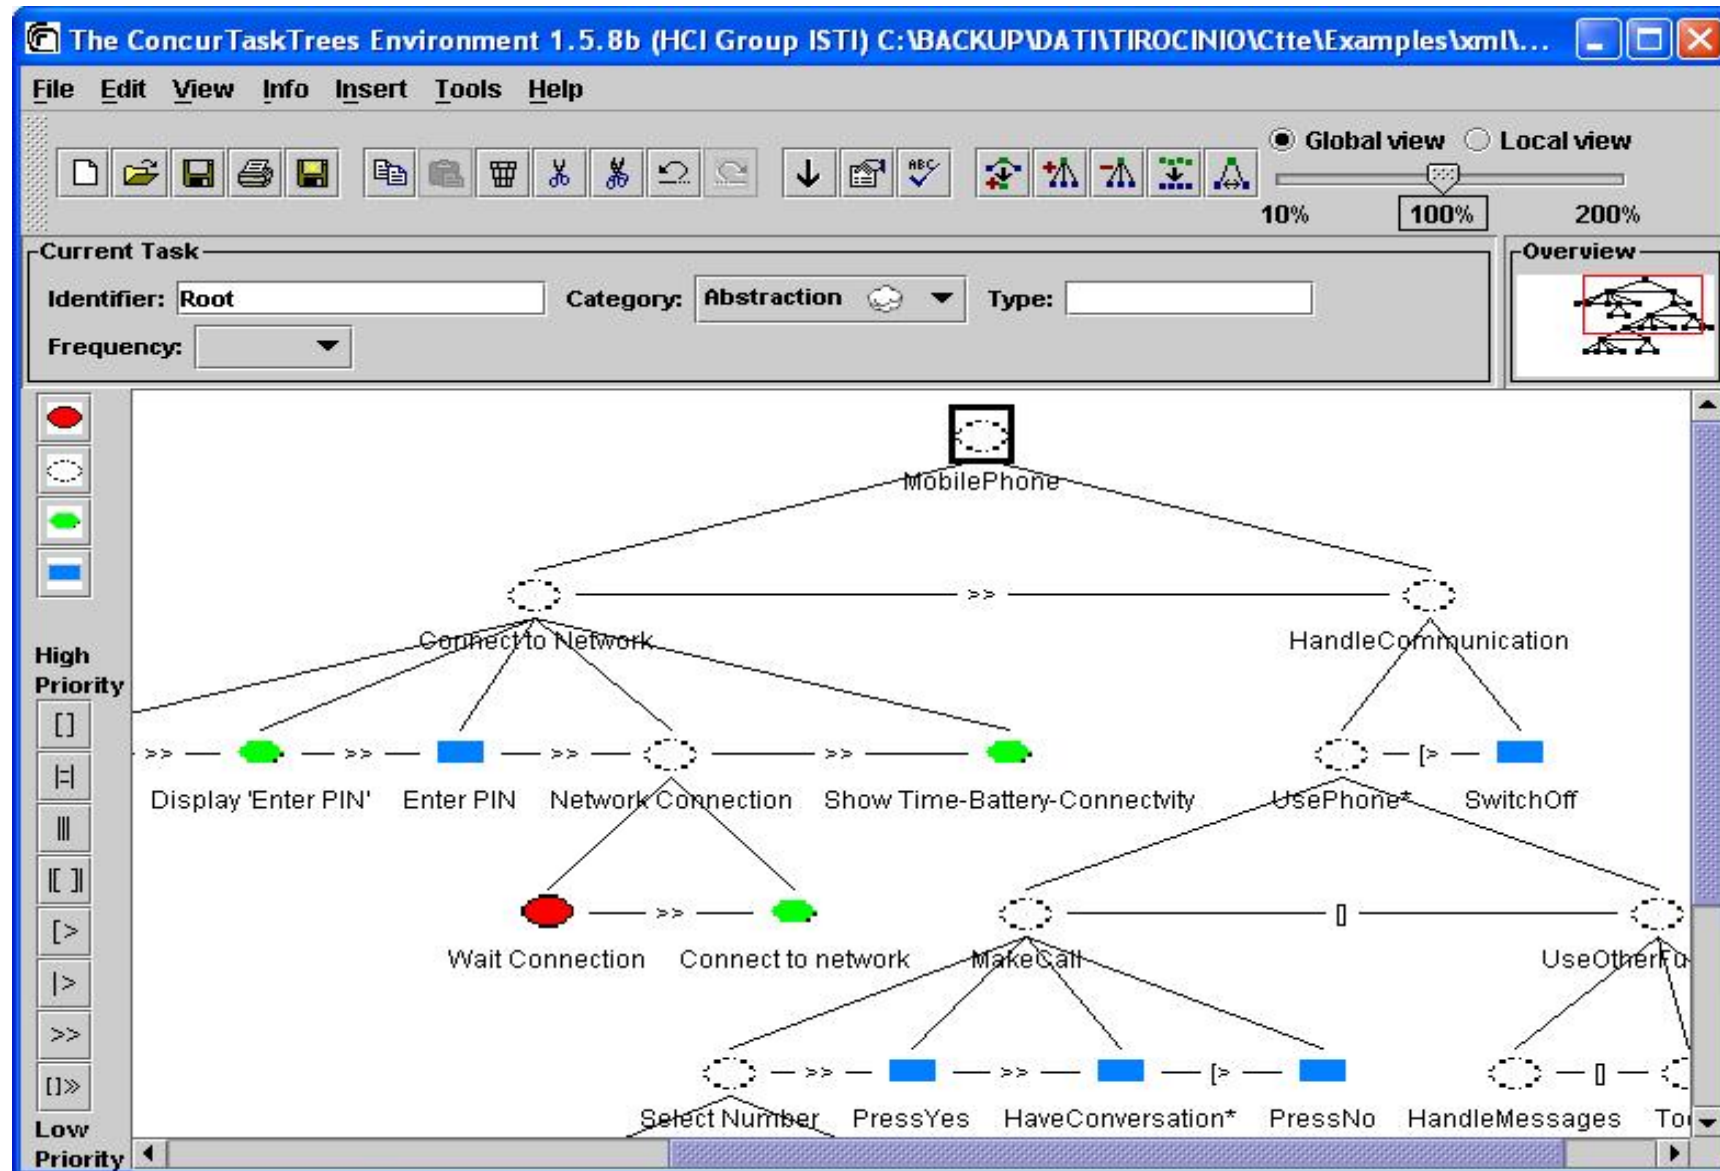 The ConcurTaskTrees Environment 1.5.8b (HCI Group ISTI) C:\BACKUP\DATI\TIROCINIO\Ctte\Examples\xml\...
File Edit View Info Insert Tools Help
Global view Local view
ABC
10% 100% 200%
Current Task
Overview
Identifier: Root Category: Abstraction Type:
Frequency:
MobilePhone
>>
Connect to Network HandleCommunication
High
Priority
[]
>> >> >> >> [>
|=|
Display 'Enter PIN' Enter PIN Network Connection Show Time-Battery-Connectvity UsePhone* SwitchOff
|||
|[ ]|
>> []
[>
Wait Connection Connect to network MakeCall UseOtherFu
|>
>>
>> >> [> []
[]>>
Select Number PressYes HaveConversation* PressNo HandleMessages Too
Low
Priority